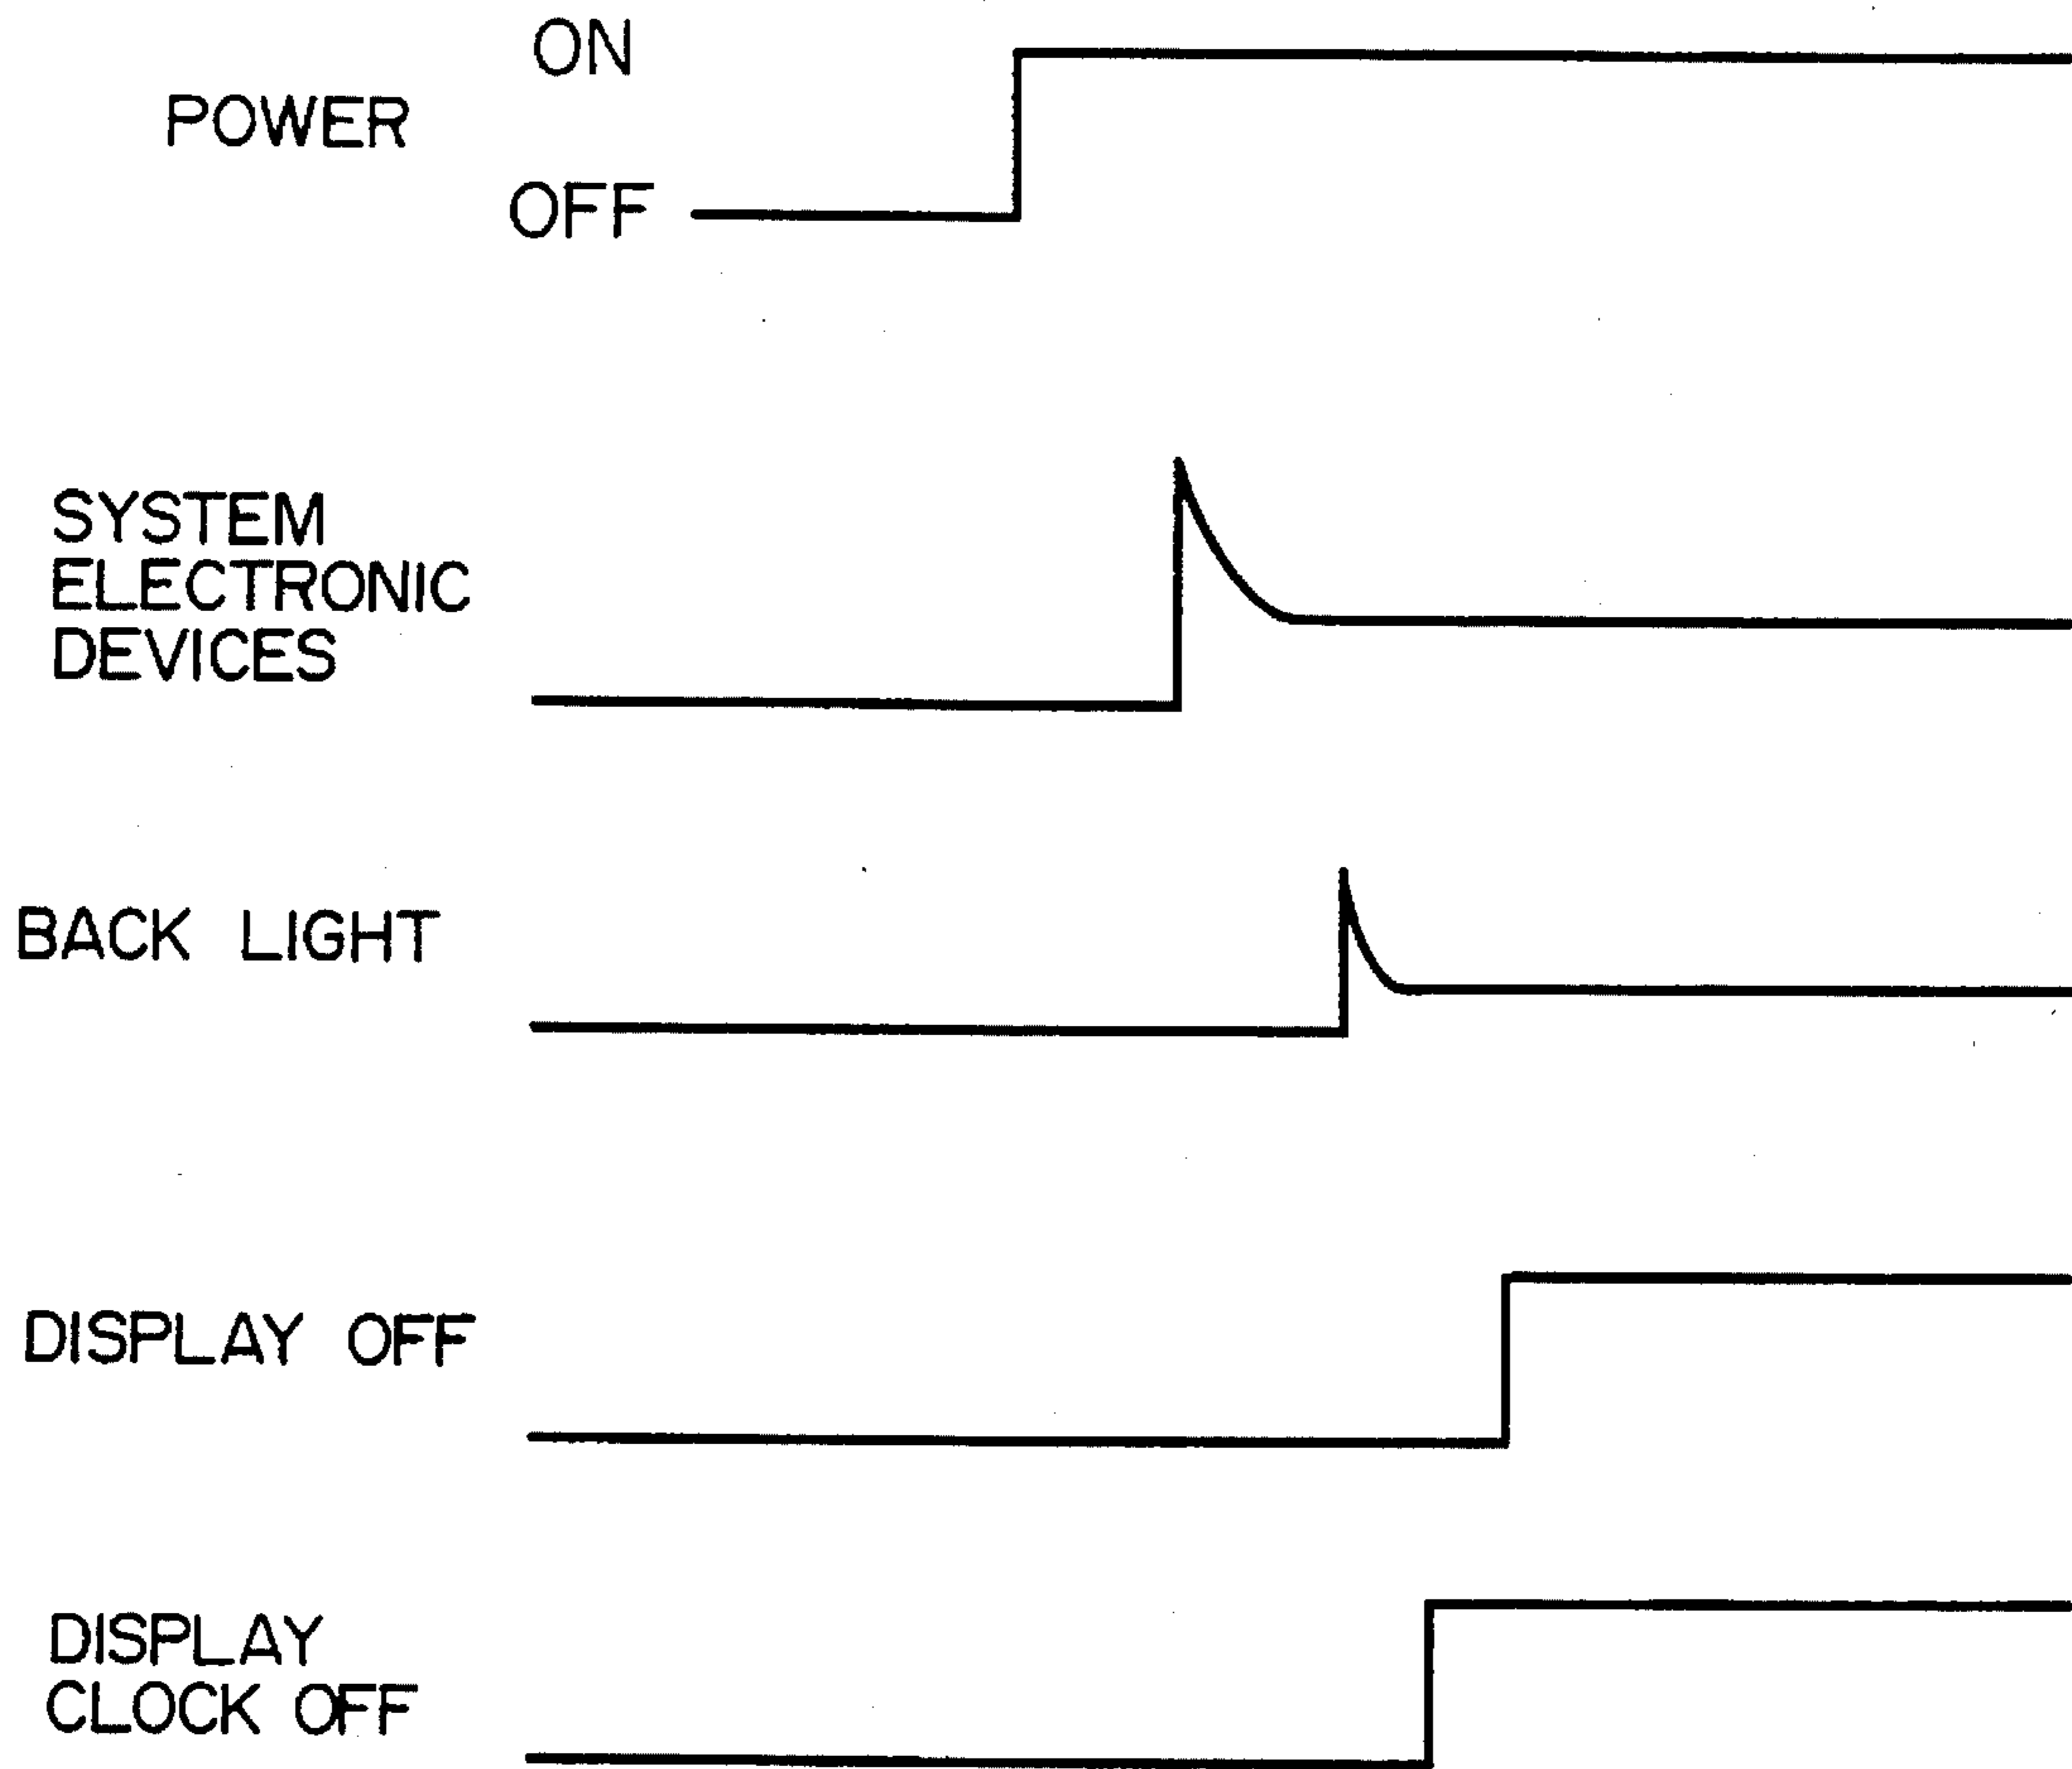 ON
POWER
OFF
SYSTEM
ELECTRONIC
DEVICES
BACK LIGHT
DISPLAY OFF
DISPLAY
CLOCK OFF